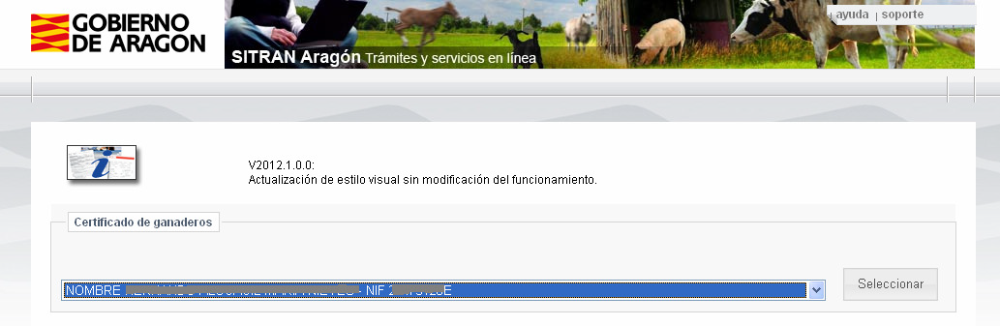 GOBIERNO
DE ARAGON
ayuda | soporte
SITRAN Aragón Trámites y servicios en línea
V2012.1.0.0:
Actualización de estilo visual sin modificación del funcionamiento.
Certificado de ganaderos
NOMBRE - NIF
Seleccionar